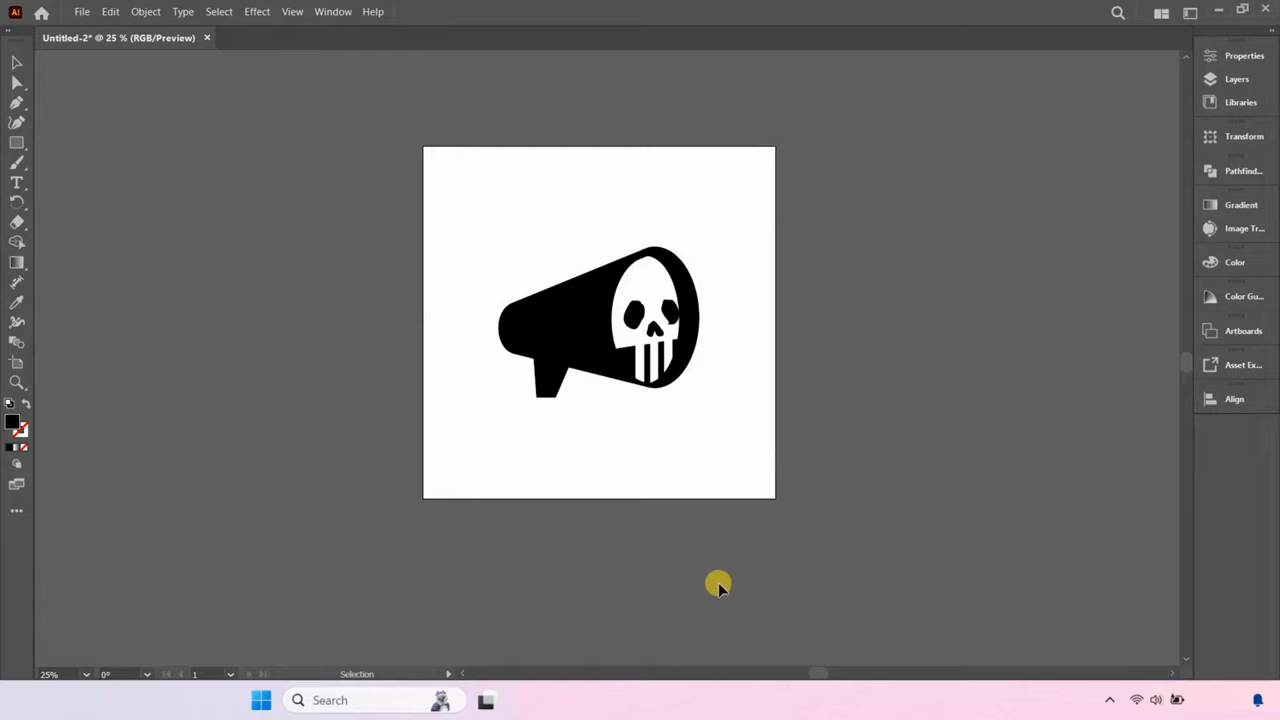 Ai
File Edit Object Type Select Effect View Window Help
Untitled-2* @ 25 % (RGB/Preview)
Properties
Layers
Libraries
Transform
Pathfind...
Gradient
Image Tr...
Color
Color Gu...
Artboards
Asset Ex...
Align
25% 0° 1 Selection
Search